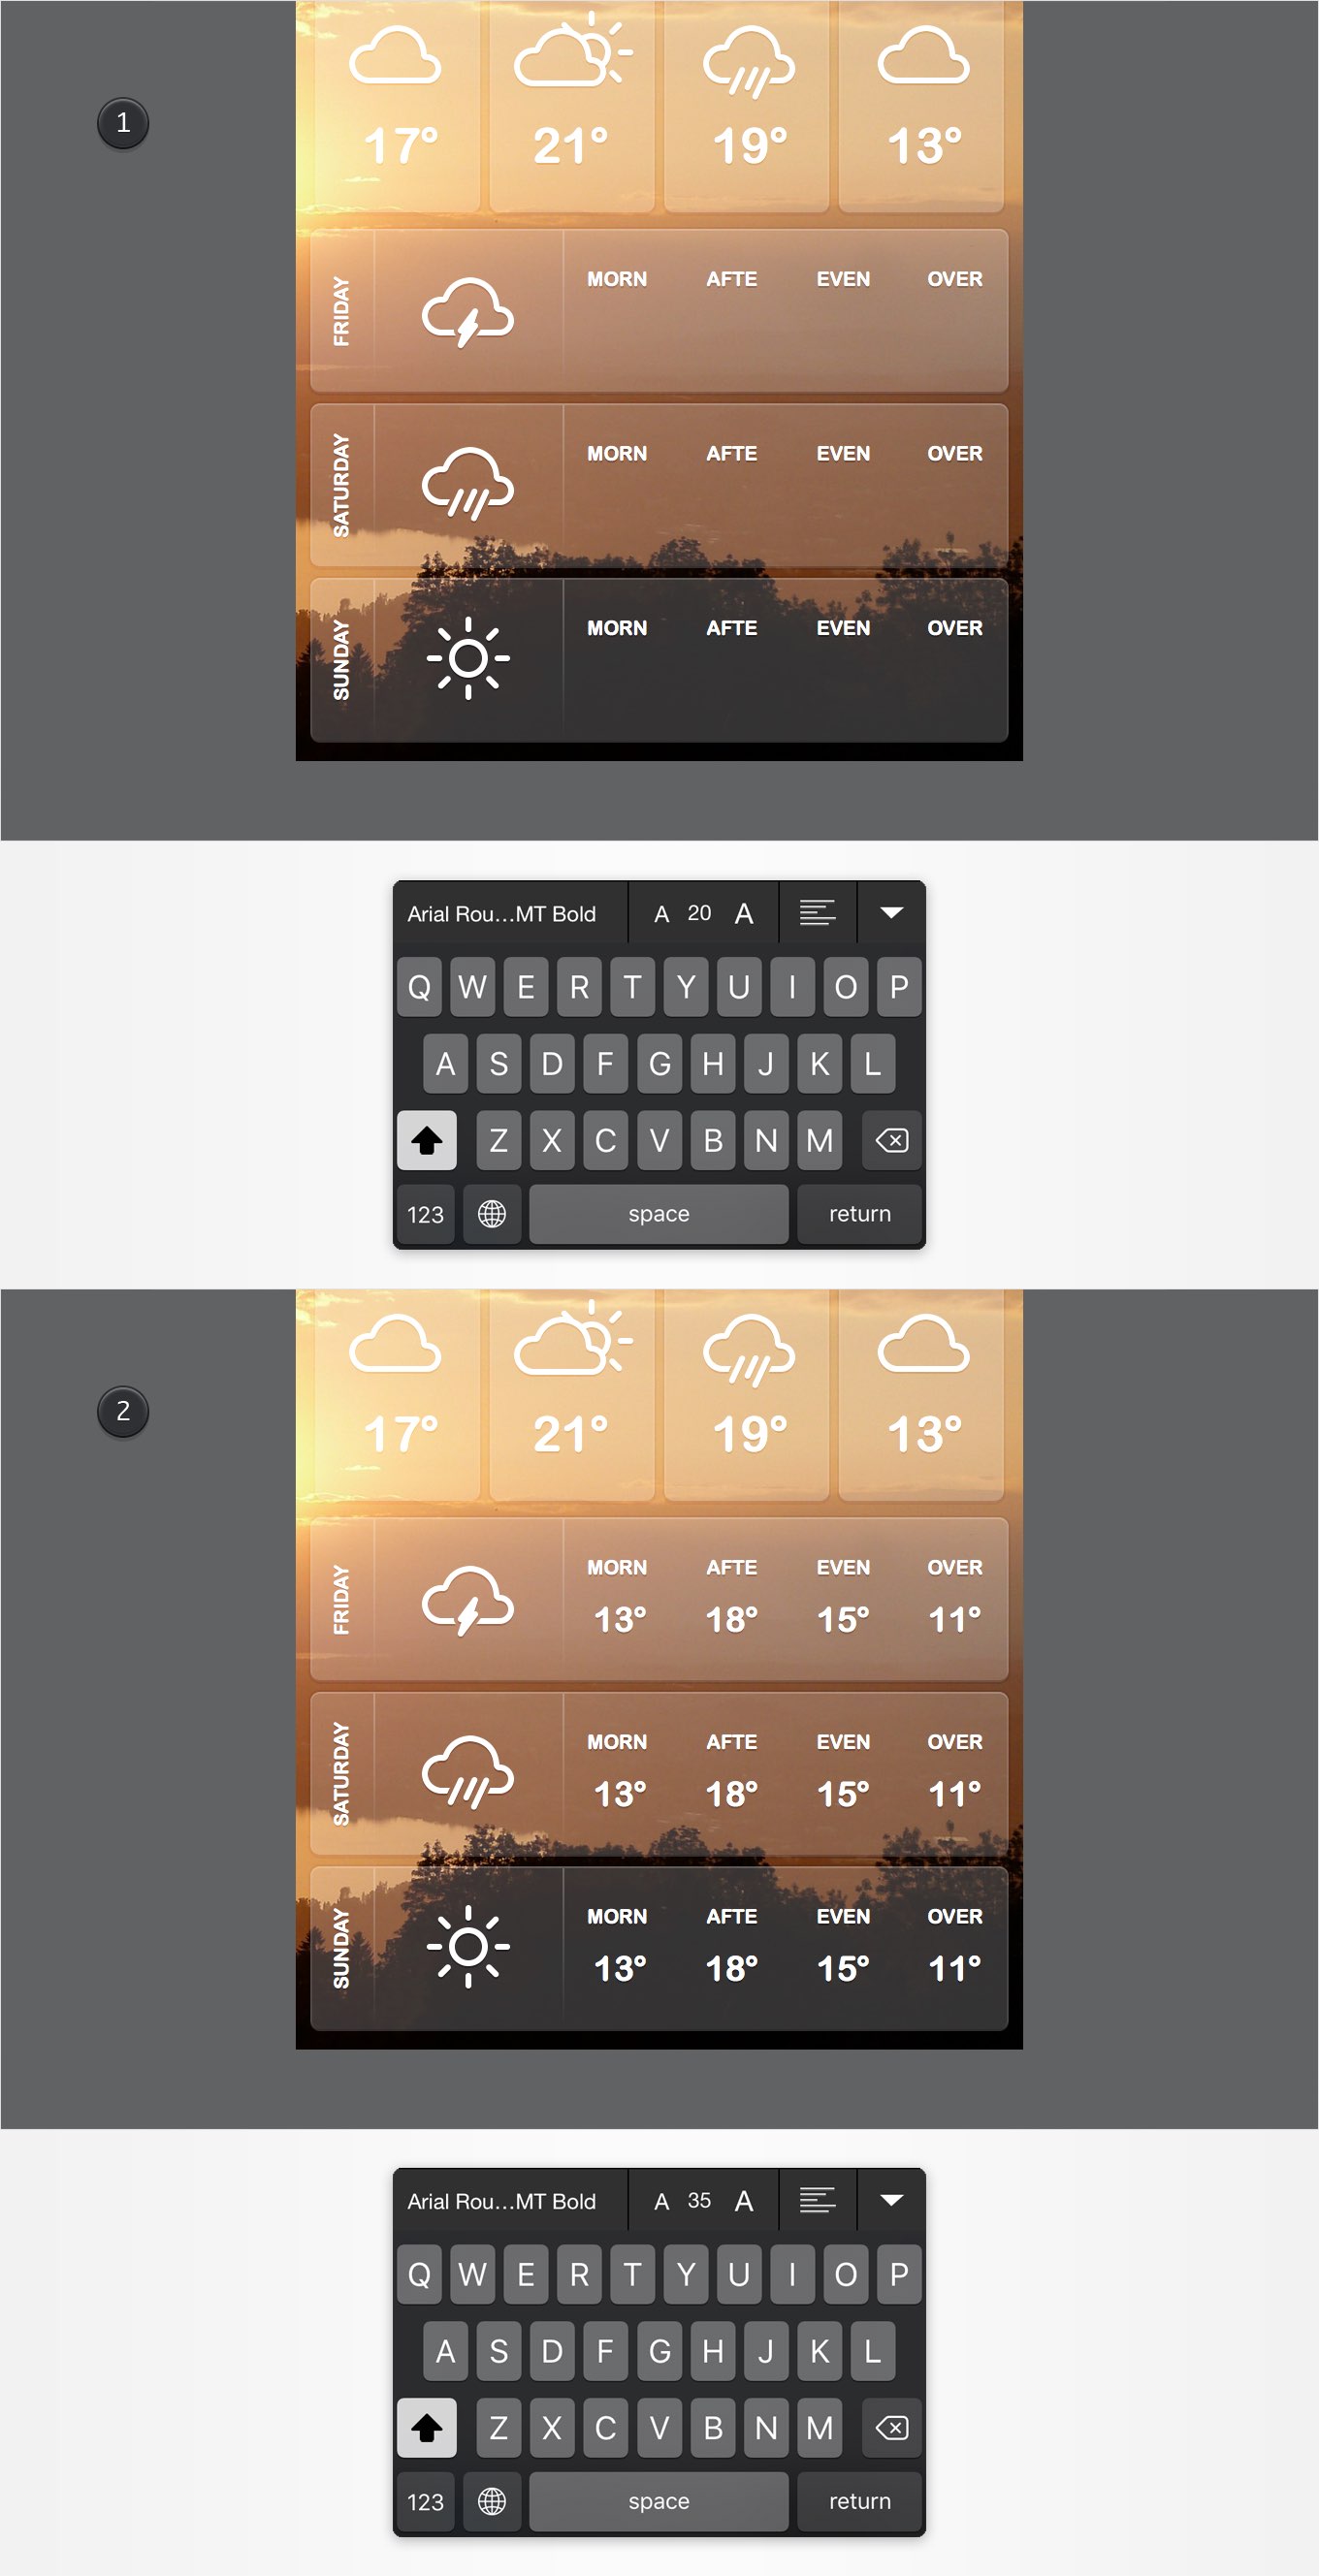 1
17° 21° 19° 13°
FRIDAY
MORN AFTE EVEN OVER
SATURDAY
MORN AFTE EVEN OVER
SUNDAY
MORN AFTE EVEN OVER
Arial Rou...MT Bold A 20 A
Q W E R T Y U I O P
A S D F G H J K L
Z X C V B N M
123 space return
2
17° 21° 19° 13°
FRIDAY
MORN AFTE EVEN OVER
13° 18° 15° 11°
SATURDAY
MORN AFTE EVEN OVER
13° 18° 15° 11°
SUNDAY
MORN AFTE EVEN OVER
13° 18° 15° 11°
Arial Rou...MT Bold A 35 A
Q W E R T Y U I O P
A S D F G H J K L
Z X C V B N M
123 space return